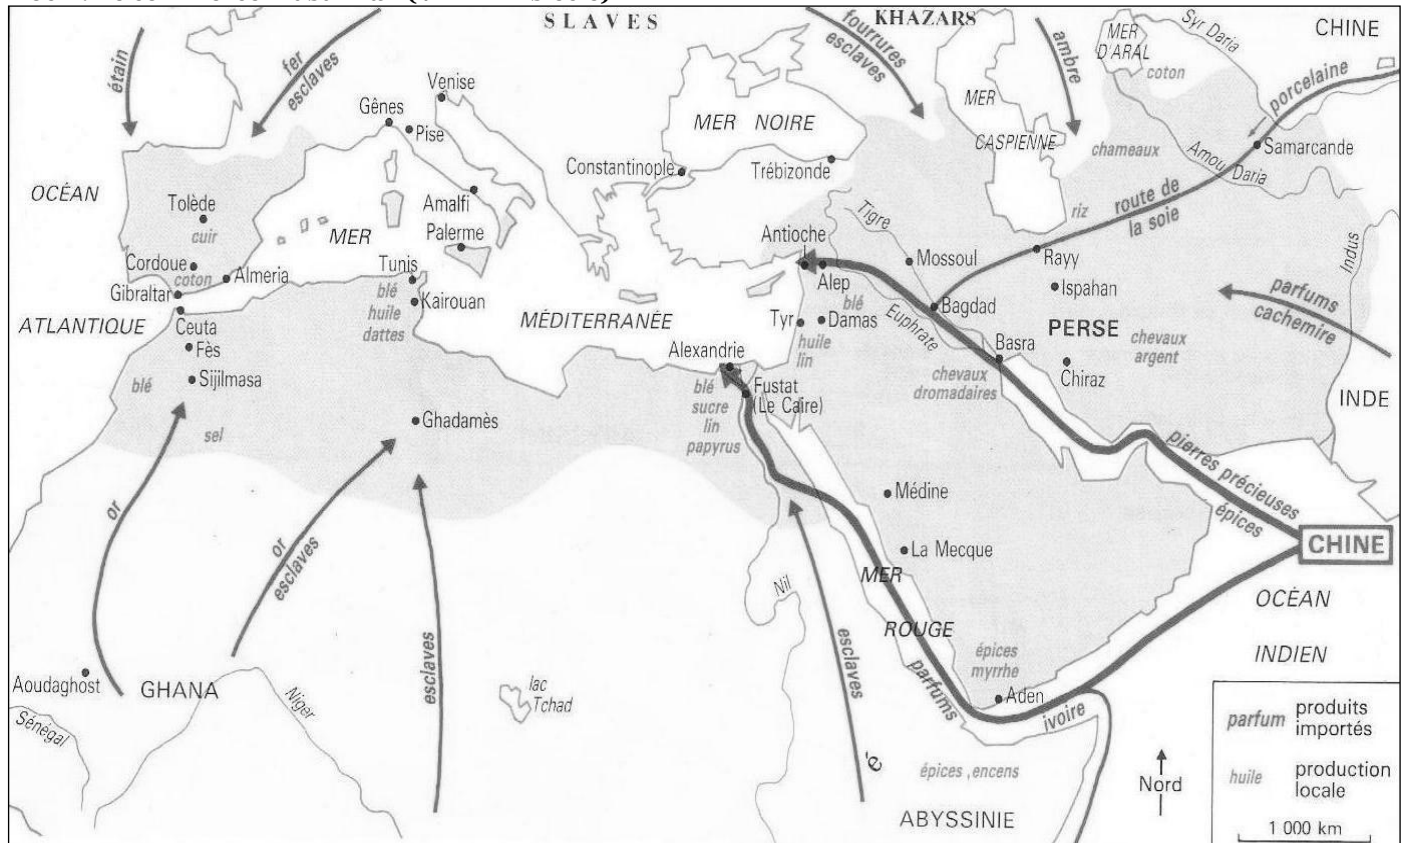 SLAVES
KHAZARS
étain
fer
esclaves
fourrures
esclaves
ambre
MER
D'ARAL
Syr Daria
CHINE
coton
porcelaine
Venise
Gênes
Pise
MER NOIRE
MER
CASPIENNE
chameaux
Samarcande
Amou Daria
Constantinople
Trébizonde
OCÉAN
Tolède
cuir
Amalfi
Palerme
MER
riz
route de
la soie
Tigre
Antioche
Mossoul
Rayy
Indus
Cordoue
coton
Almeria
Tunis
Alep
Ispahan
Gibraltar
blé
huile
dattes
Kairouan
blé
Bagdad
parfums
cachemire
ATLANTIQUE
Ceuta
MÉDITERRANÉE
Tyr
Damas
Euphrate
PERSE
Fès
huile
lin
Basra
chevaux
argent
Alexandrie
Chiraz
blé
Sijilmasa
blé
sucre
lin
papyrus
Fustat
(Le Caire)
chevaux
dromadaires
INDE
Ghadamès
sel
pierres précieuses
épices
Médine
or
or
esclaves
La Mecque
CHINE
MER
ROUGE
Nil
OCÉAN
INDIEN
esclaves
esclaves
épices
myrrhe
parfums
Aden
ivoire
Aoudaghost
GHANA
Niger
Sénégal
lac
Tchad
é
épices, encens
ABYSSINIE
Nord
parfum produits
importés
huile production
locale
1 000 km